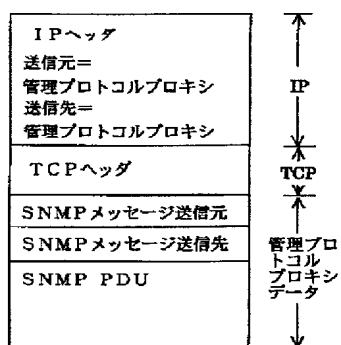 IPヘッダ
送信元=
管理プロトコルプロキシ
送信先=
管理プロトコルプロキシ
IP
TCPヘッダ
TCP
SNMPメッセージ送信元
SNMPメッセージ送信先
SNMP PDU
管理プロ
トコル
プロキシ
データ